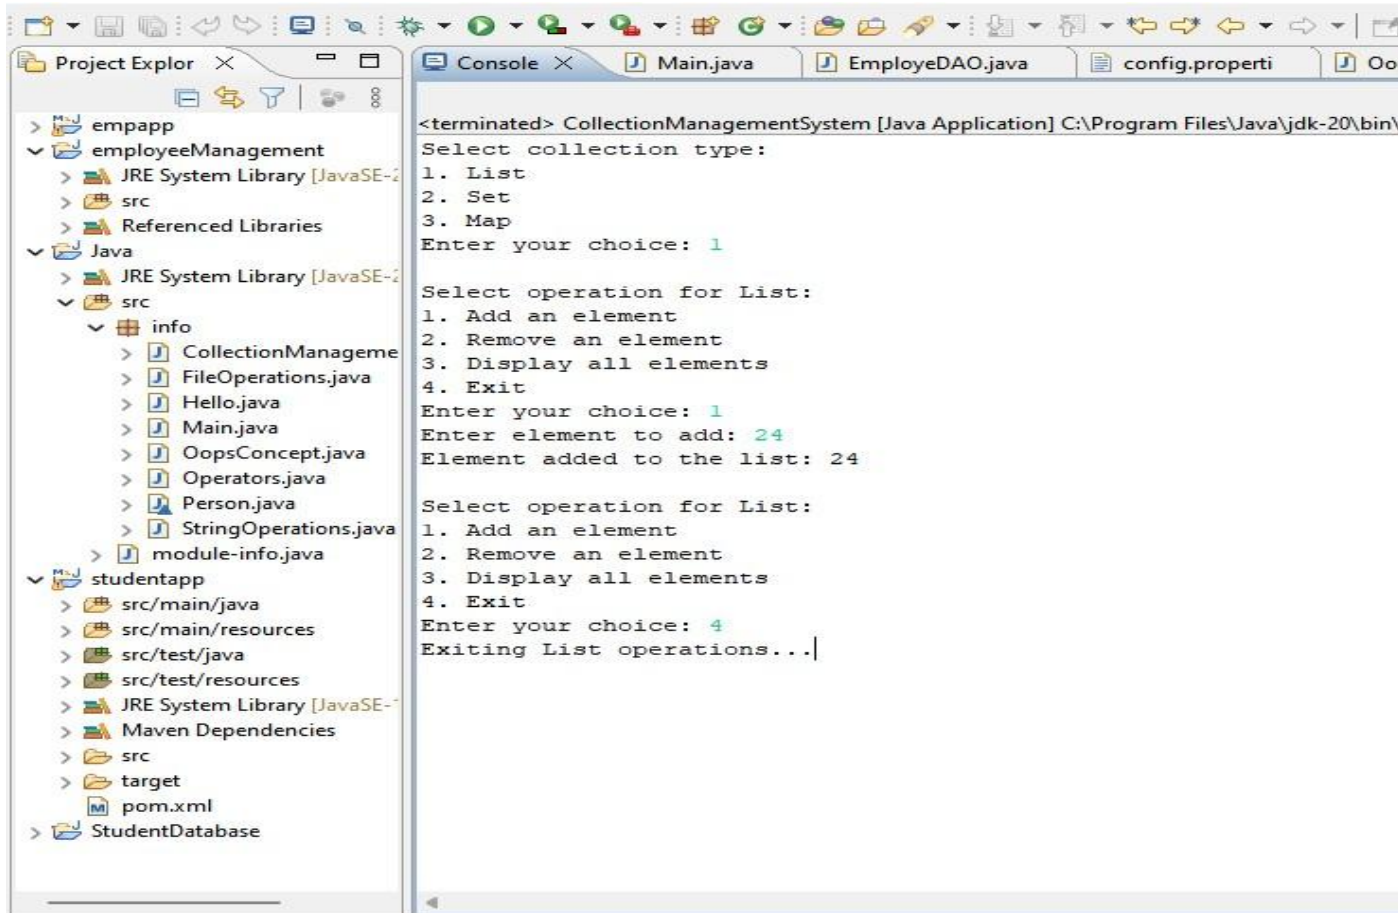 Project Explor
empapp
employeeManagement
JRE System Library [JavaSE-2
src
Referenced Libraries
Java
JRE System Library [JavaSE-2
src
info
CollectionManageme
FileOperations.java
Hello.java
Main.java
OopsConcept.java
Operators.java
Person.java
StringOperations.java
module-info.java
studentapp
src/main/java
src/main/resources
src/test/java
src/test/resources
JRE System Library [JavaSE-1
Maven Dependencies
src
target
pom.xml
StudentDatabase
Console Main.java EmployeDAO.java config.properti Oo
<terminated> CollectionManagementSystem [Java Application] C:\Program Files\Java\jdk-20\bin\
Select collection type:
1. List
2. Set
3. Map
Enter your choice: 1
Select operation for List:
1. Add an element
2. Remove an element
3. Display all elements
4. Exit
Enter your choice: 1
Enter element to add: 24
Element added to the list: 24
Select operation for List:
1. Add an element
2. Remove an element
3. Display all elements
4. Exit
Enter your choice: 4
Exiting List operations...